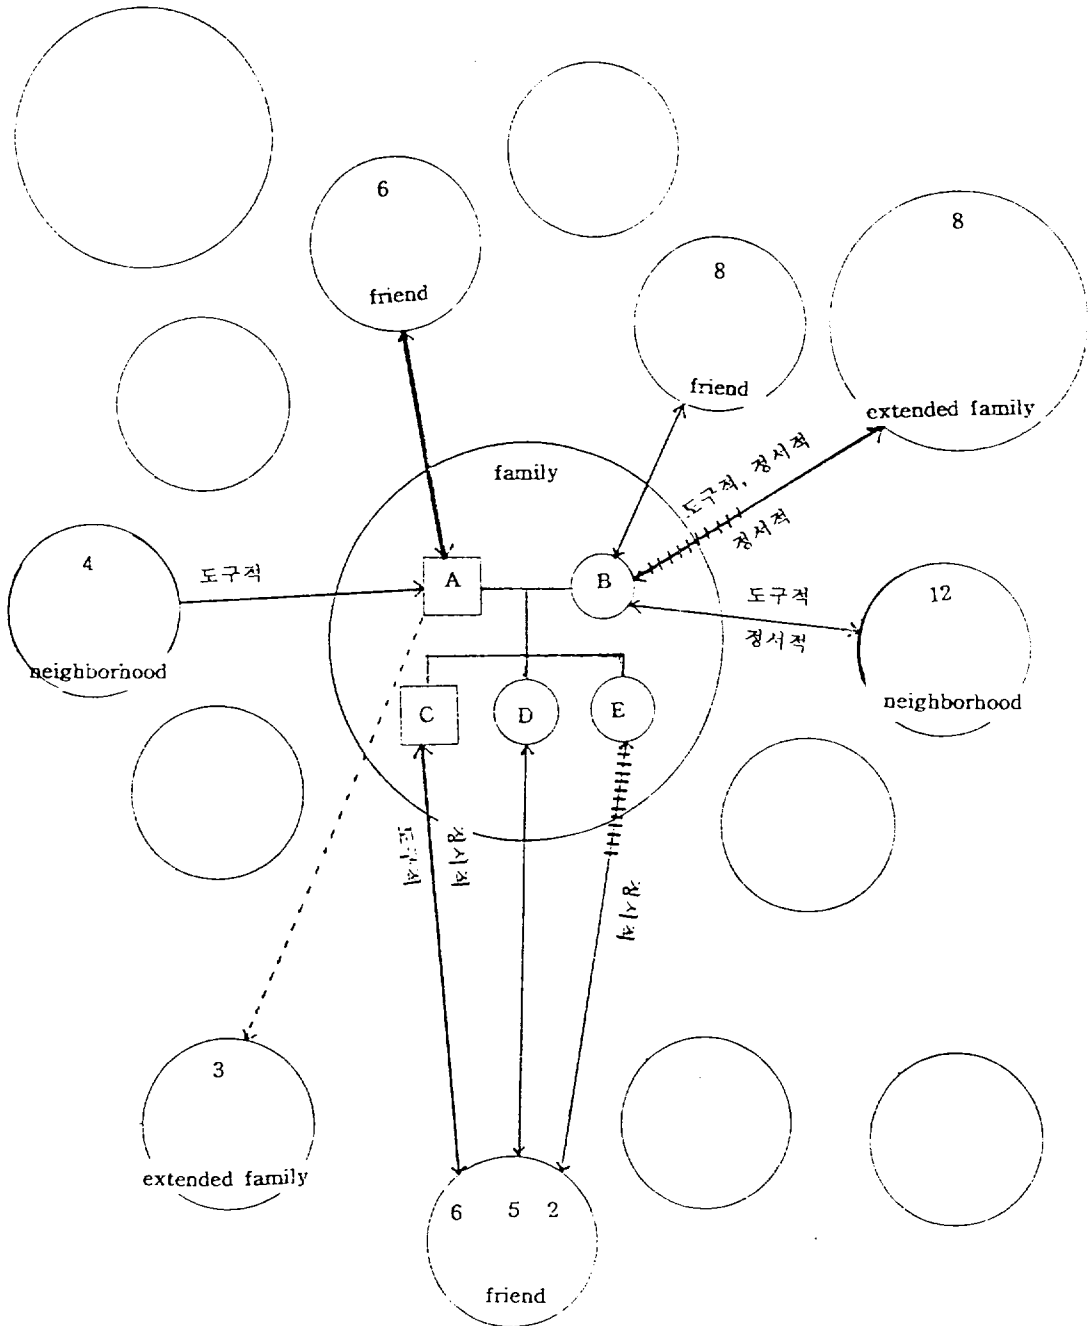 6
friend
8
friend
8
extended family
family
도구적, 정서적
정서적
4
도구적
neighborhood
A
B
도구적
정서적
12
neighborhood
C
D
E
도구적
정서적
정서적
3
extended family
6 5 2
friend